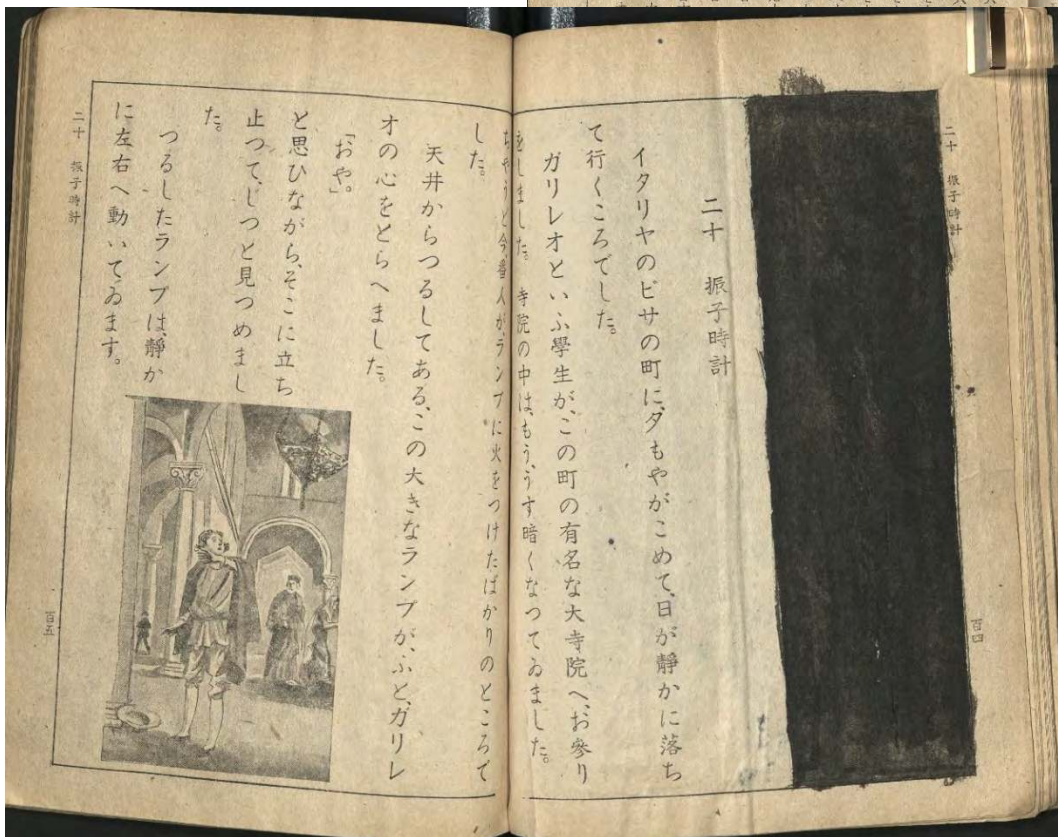 二十 振子時計
百四
二十 振子時計
イタリヤのピサの町に、夕もやがこめて、日が靜かに落ち
て行くころでした。
ガリレオといふ學生が、この町の有名な大寺院へ、お參り
をしました。寺院の中は、もう、うす暗くなつてゐました。
ちやうど今、番人が、ランプに火をつけたばかりのところで
した。
天井からつるしてある、この大きなランプが、ふと、ガリレ
オの心をとらへました。
「おや。」
と思ひながら、そこに立ち
止つて、じつと見つめまし
た。
つるしたランプは、靜か
に左右へ動いてゐます。
二十 振子時計
百五